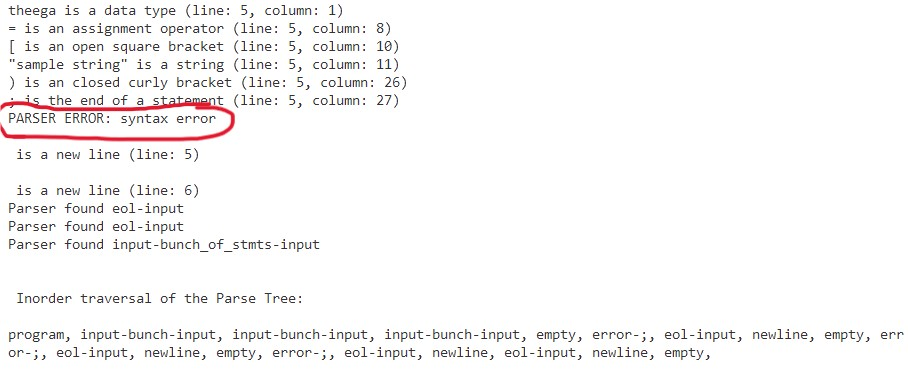 theega is a data type (line: 5, column: 1)
= is an assignment operator (line: 5, column: 8)
[ is an open square bracket (line: 5, column: 10)
"sample string" is a string (line: 5, column: 11)
) is an closed curly bracket (line: 5, column: 26)
; is the end of a statement (line: 5, column: 27)
PARSER ERROR: syntax error
is a new line (line: 5)
is a new line (line: 6)
Parser found eol-input
Parser found eol-input
Parser found input-bunch_of_stmts-input
Inorder traversal of the Parse Tree:
program, input-bunch-input, input-bunch-input, input-bunch-input, empty, error-;, eol-input, newline, empty, err
or-;, eol-input, newline, empty, error-;, eol-input, newline, eol-input, newline, empty,